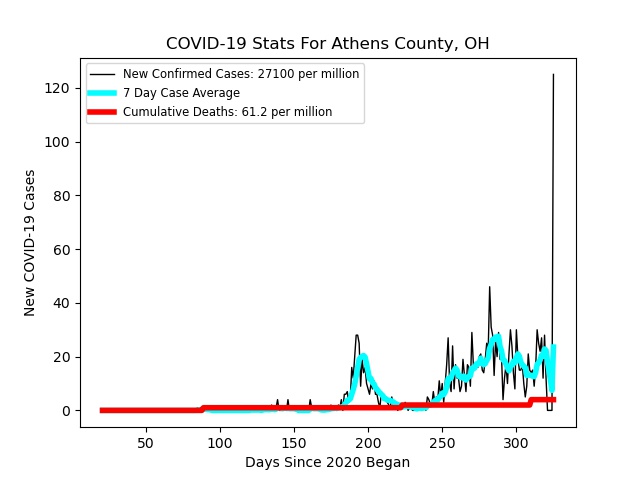 COVID-19 Stats For Athens County, OH
New Confirmed Cases: 27100 per million
7 Day Case Average
Cumulative Deaths: 61.2 per million
New COVID-19 Cases
120
100
80
60
40
20
0
50 100 150 200 250 300
Days Since 2020 Began